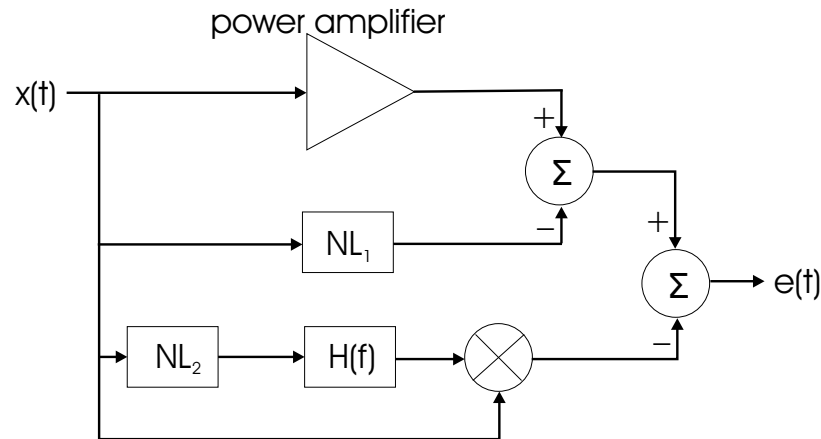 power amplifier
x(t)
+
Σ
NL₁
−
+
Σ
e(t)
NL₂
H(f)
−